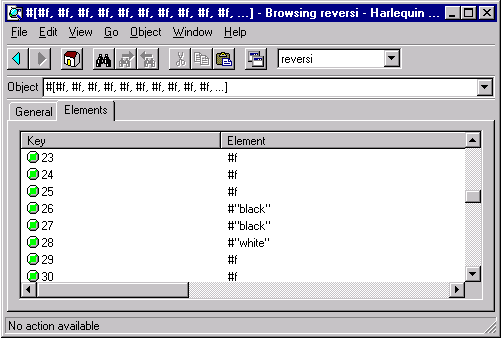 #[#f, #f, #f, #f, #f, #f, #f, #f, #f, #f, ...] - Browsing reversi - Harlequin ...
File Edit View Go Object Window Help
reversi
Object #[#f, #f, #f, #f, #f, #f, #f, #f, #f, #f, ...]
General Elements
Key Element
23 #f
24 #f
25 #f
26 #"black"
27 #"black"
28 #"white"
29 #f
30 #f
No action available